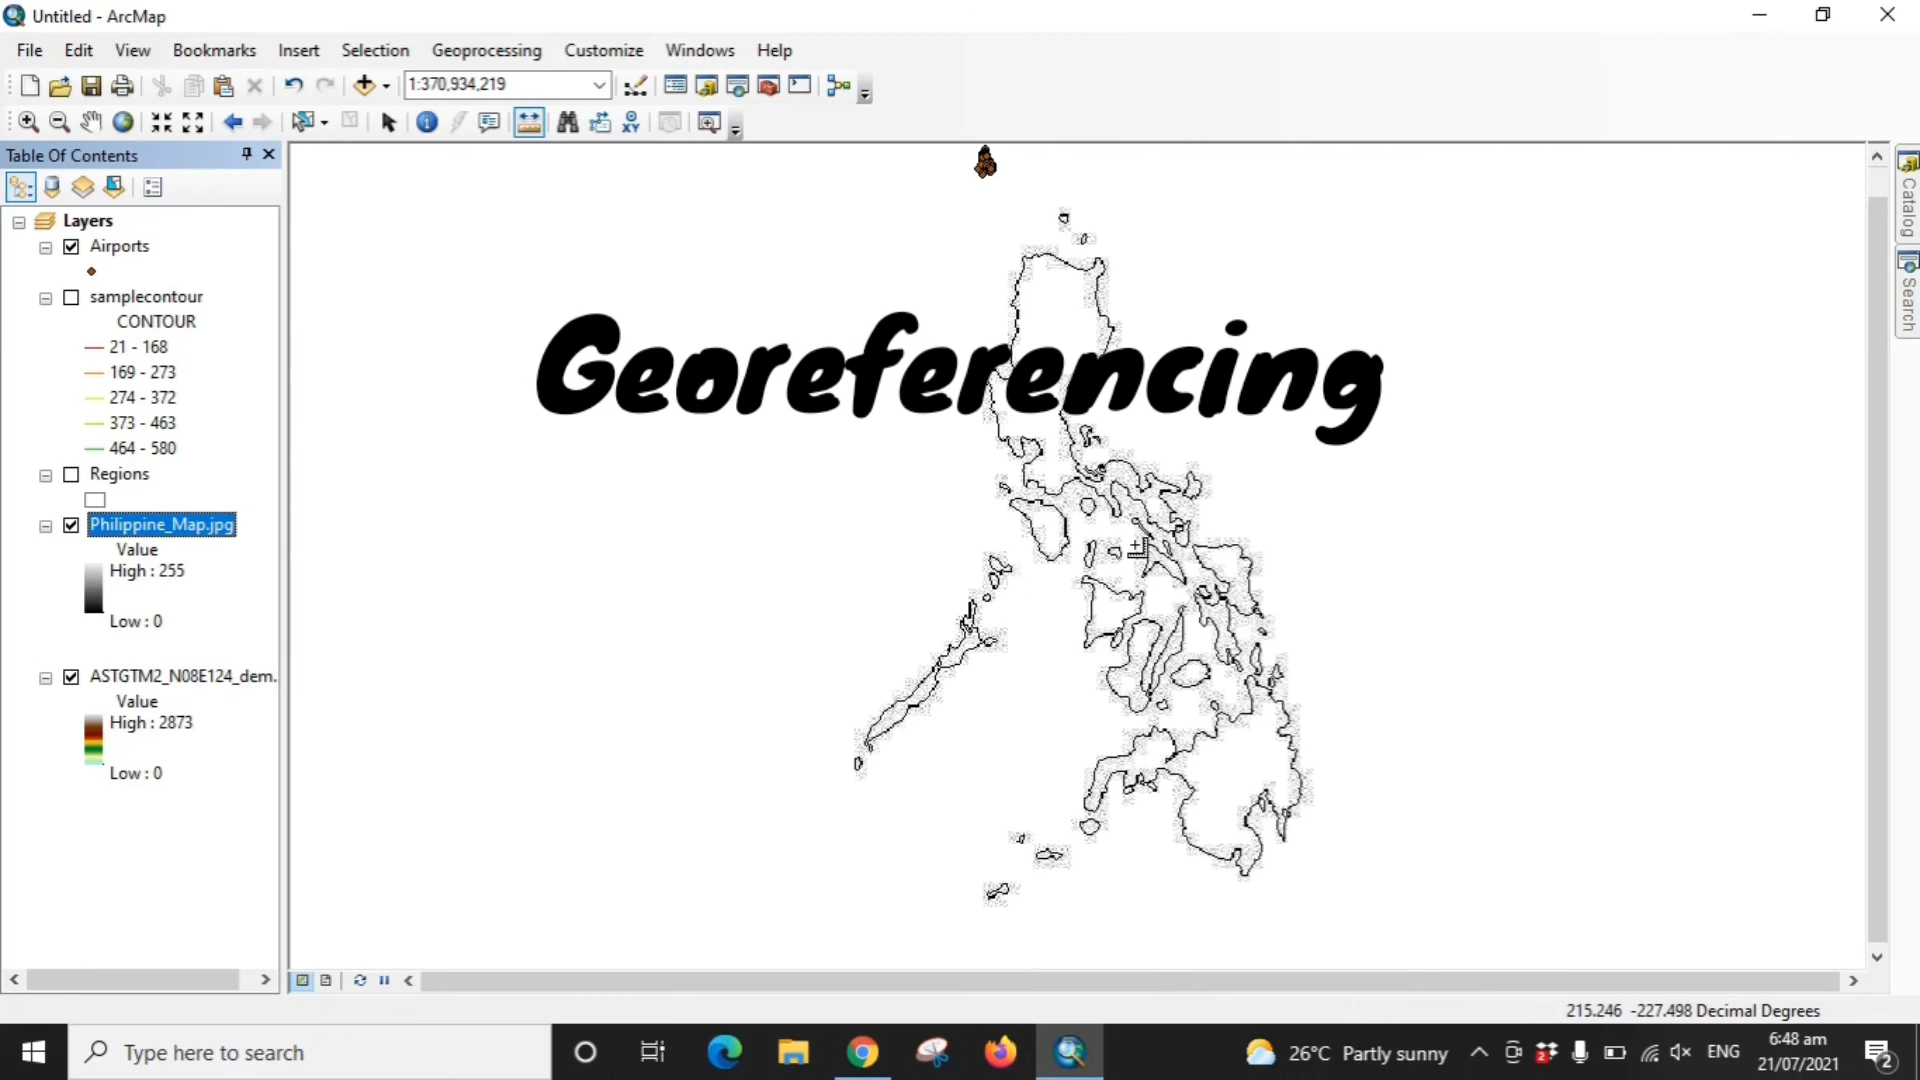 Untitled - ArcMap
File Edit View Bookmarks Insert Selection Geoprocessing Customize Windows Help
1:370,934,219
XY
Table Of Contents
Layers
Airports
samplecontour
CONTOUR
21 - 168
169 - 273
274 - 372
373 - 463
464 - 580
Regions
Philippine_Map.jpg
Value
High : 255
Low : 0
ASTGTM2_N08E124_dem.
Value
High : 2873
Low : 0
Georeferencing
Catalog
Search
215.246 -227.498 Decimal Degrees
Type here to search
26°C Partly sunny
2
ENG
6:48 am
21/07/2021
2